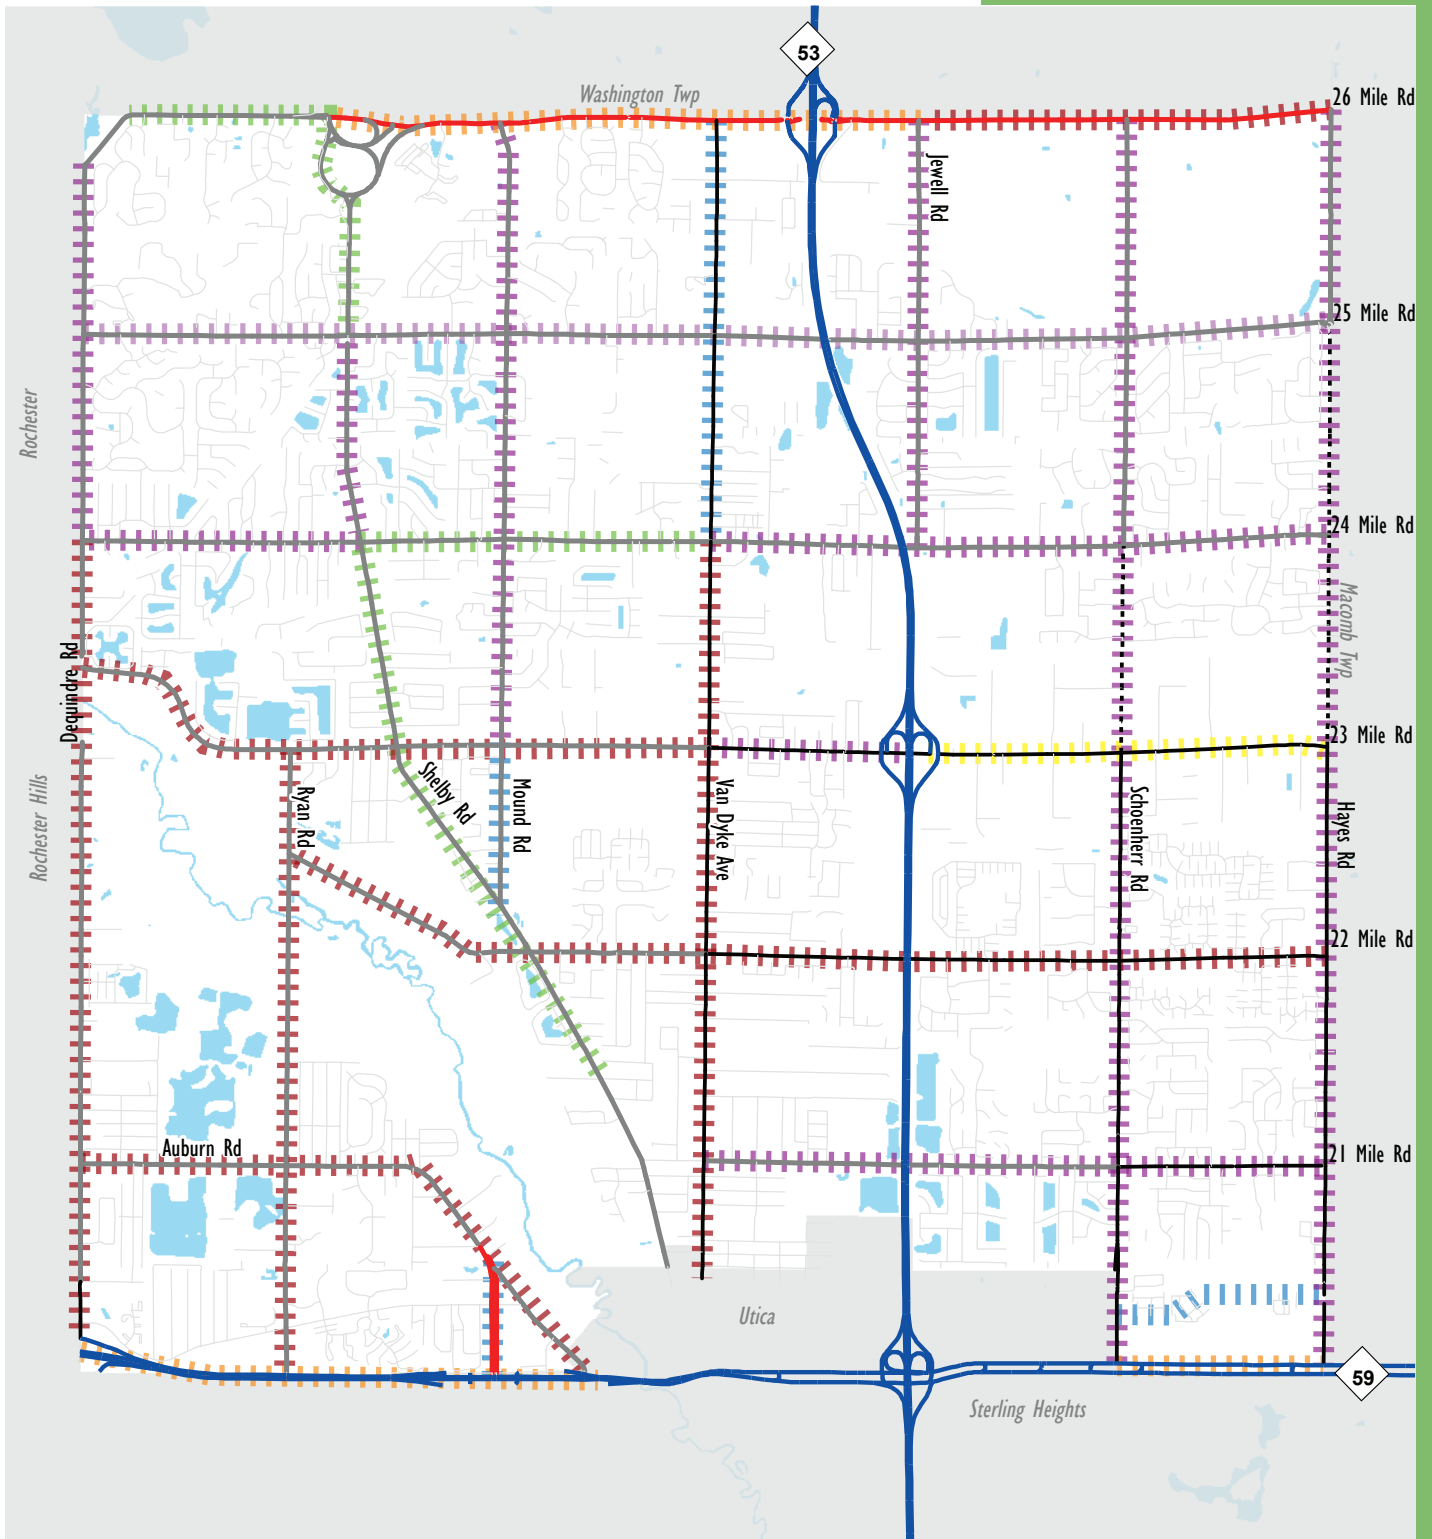 53
Washington Twp
26 Mile Rd
Jewell Rd
25 Mile Rd
Rochester
24 Mile Rd
Macomb Twp
Dequindre Rd
23 Mile Rd
Shelby Rd
Rochester Hills
Ryan Rd
Mound Rd
Van Dyke Ave
Schoenherr Rd
Hayes Rd
22 Mile Rd
Auburn Rd
21 Mile Rd
Utica
59
Sterling Heights